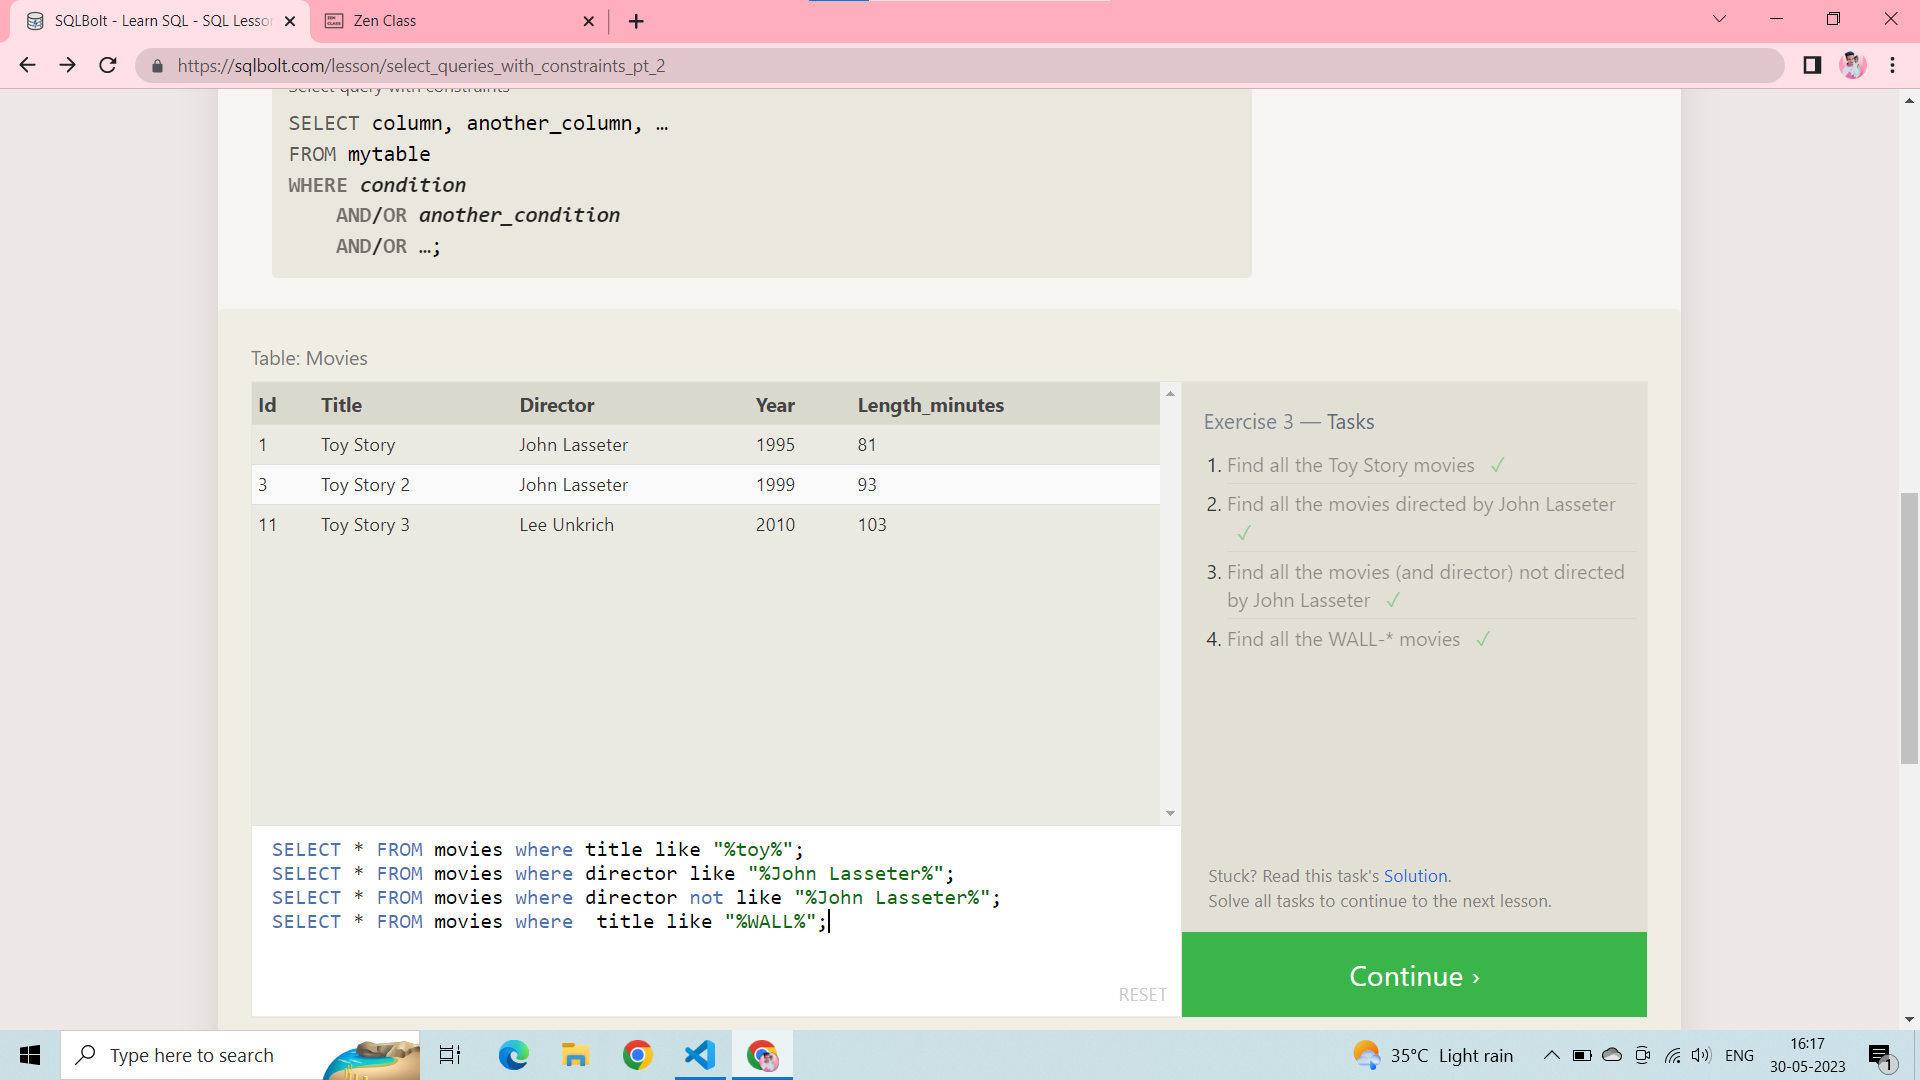 SQLBolt - Learn SQL - SQL Lesson
Zen Class
https://sqlbolt.com/lesson/select_queries_with_constraints_pt_2
Select query with constraints
SELECT column, another_column, …
FROM mytable
WHERE condition
AND/OR another_condition
AND/OR …;
Table: Movies
Id Title Director Year Length_minutes
1 Toy Story John Lasseter 1995 81
3 Toy Story 2 John Lasseter 1999 93
11 Toy Story 3 Lee Unkrich 2010 103
Exercise 3 — Tasks
1. Find all the Toy Story movies ✓
2. Find all the movies directed by John Lasseter
✓
3. Find all the movies (and director) not directed
by John Lasseter ✓
4. Find all the WALL-* movies ✓
SELECT * FROM movies where title like "%toy%";
SELECT * FROM movies where director like "%John Lasseter%";
SELECT * FROM movies where director not like "%John Lasseter%";
SELECT * FROM movies where  title like "%WALL%";
RESET
Stuck? Read this task's Solution.
Solve all tasks to continue to the next lesson.
Continue ›
Type here to search
35°C Light rain
ENG
16:17
30-05-2023
1